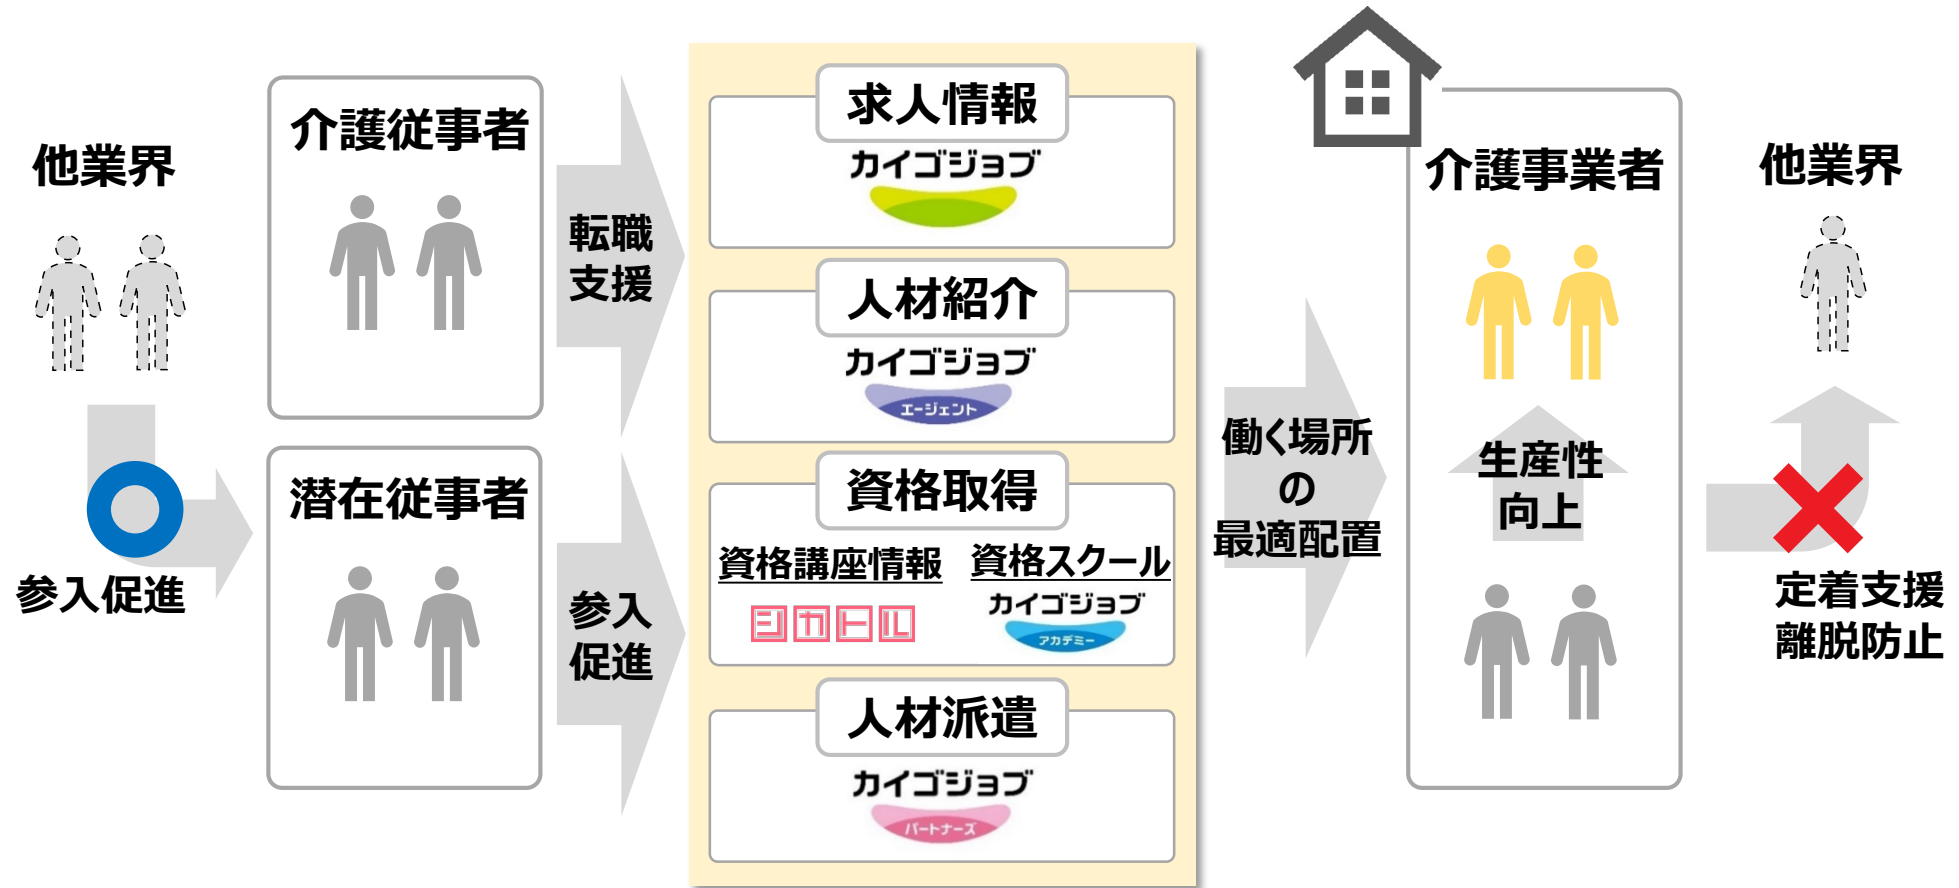 他業界
参入促進
介護従事者
潜在従事者
転職
支援
参入
促進
求人情報
カイゴジョブ
人材紹介
カイゴジョブ
エージェント
資格取得
資格講座情報
シカトル
資格スクール
カイゴジョブ
アカデミー
人材派遣
カイゴジョブ
パートナーズ
働く場所
の
最適配置
介護事業者
生産性
向上
他業界
定着支援
離脱防止